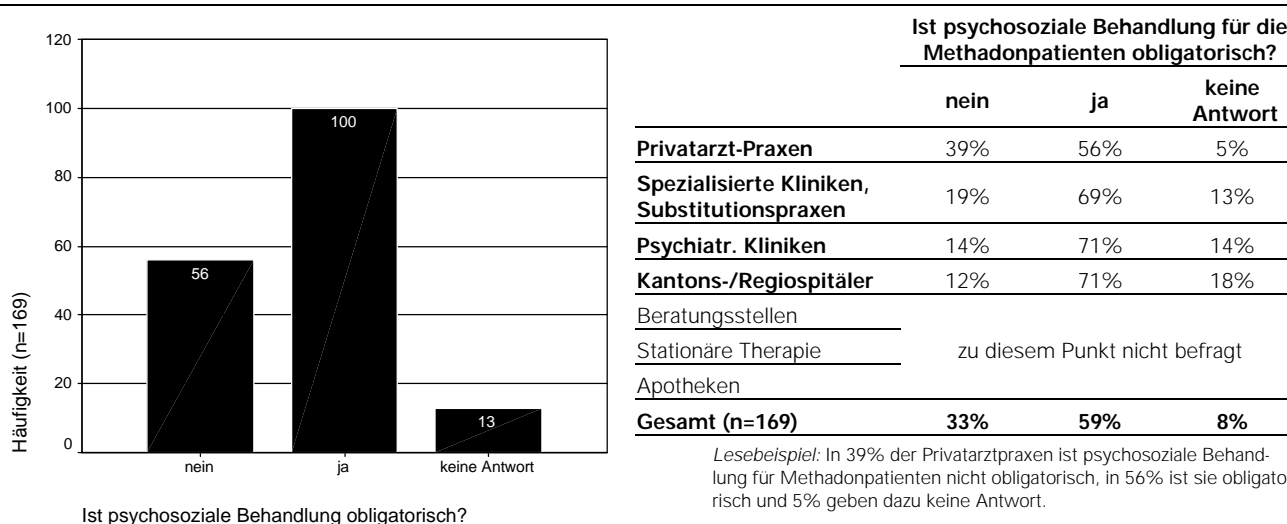 120
100
80
60
40
20
0
Häufigkeit (n=169)
56
100
13
nein
ja
keine Antwort
Ist psychosoziale Behandlung obligatorisch?
Ist psychosoziale Behandlung für die
Methadonpatienten obligatorisch?
nein ja keine
Antwort
Privatarzt-Praxen 39% 56% 5%
Spezialisierte Kliniken,
Substitutionspraxen 19% 69% 13%
Psychiatr. Kliniken 14% 71% 14%
Kantons-/Regiospitäler 12% 71% 18%
Beratungsstellen
Stationäre Therapie zu diesem Punkt nicht befragt
Apotheken
Gesamt (n=169) 33% 59% 8%
Lesebeispiel: In 39% der Privatarztpraxen ist psychosoziale Behand-
lung für Methadonpatienten nicht obligatorisch, in 56% ist sie obligato
risch und 5% geben dazu keine Antwort.